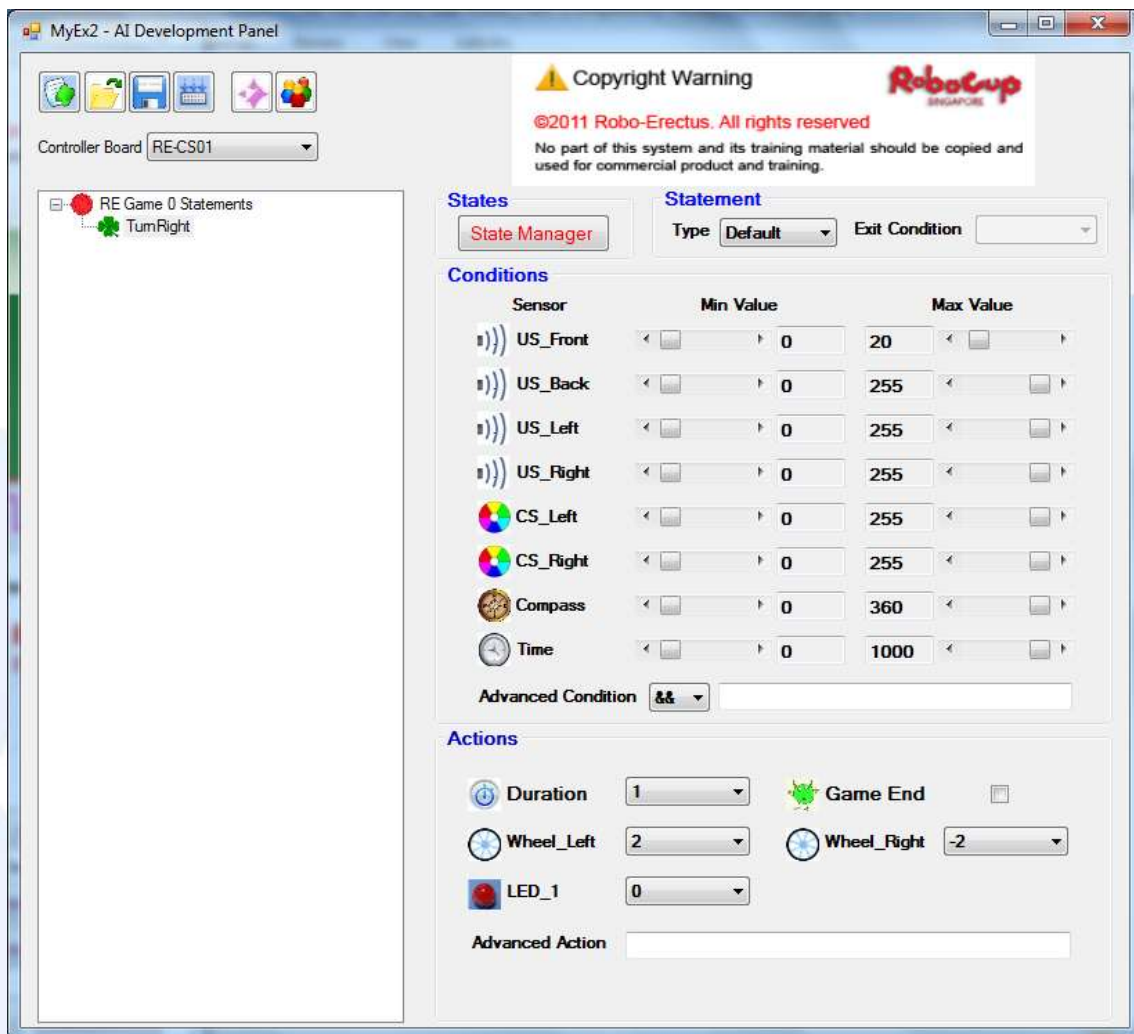 MyEx2 - AI Development Panel
Copyright Warning
RoboCup
SINGAPORE
©2011 Robo-Erectus. All rights reserved
No part of this system and its training material should be copied and
used for commercial product and training.
Controller Board RE-CS01
RE Game 0 Statements
TurnRight
States
State Manager
Statement
Type Default Exit Condition
Conditions
Sensor Min Value Max Value
US_Front 0 20
US_Back 0 255
US_Left 0 255
US_Right 0 255
CS_Left 0 255
CS_Right 0 255
Compass 0 360
Time 0 1000
Advanced Condition &&
Actions
Duration 1 Game End
Wheel_Left 2 Wheel_Right -2
LED_1 0
Advanced Action